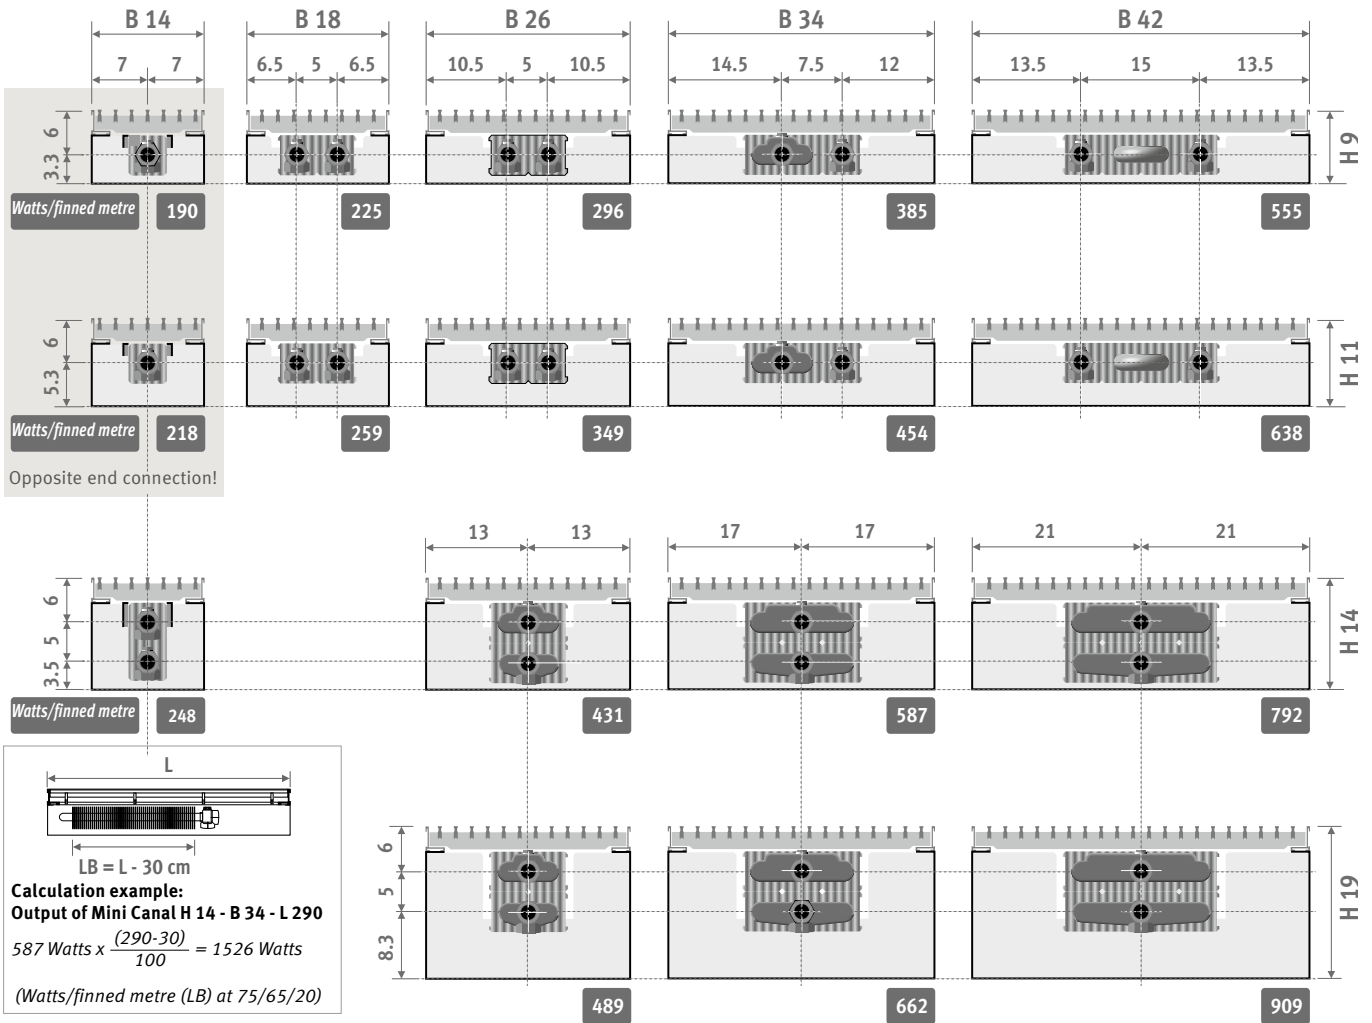 B 14 B 18 B 26 B 34 B 42
7 7 6.5 5 6.5 10.5 5 10.5 14.5 7.5 12 13.5 15 13.5
6
3.3
H 9
Watts/finned metre 190 225 296 385 555
6
5.3
H 11
Watts/finned metre 218 259 349 454 638
Opposite end connection!
13 13 17 17 21 21
6
5
3.5
H 14
Watts/finned metre 248 431 587 792
L
LB = L - 30 cm
Calculation example:
Output of Mini Canal H 14 - B 34 - L 290
587 Watts x (290-30) = 1526 Watts
100
(Watts/finned metre (LB) at 75/65/20)
6
5
8.3
H 19
489 662 909